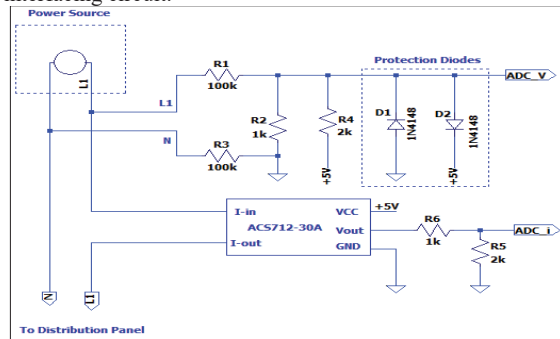 interfacing circuit.
Power Source
L1
L1
N
R1
100k
R2
1k
R3
100k
R4
2k
+5V
Protection Diodes
D1
1N4148
D2
1N4148
+5V
ADC_V
I-in
I-out
ACS712-30A
VCC
Vout
GND
+5V
R6
1k
R5
2k
ADC_i
N
L1
To Distribution Panel